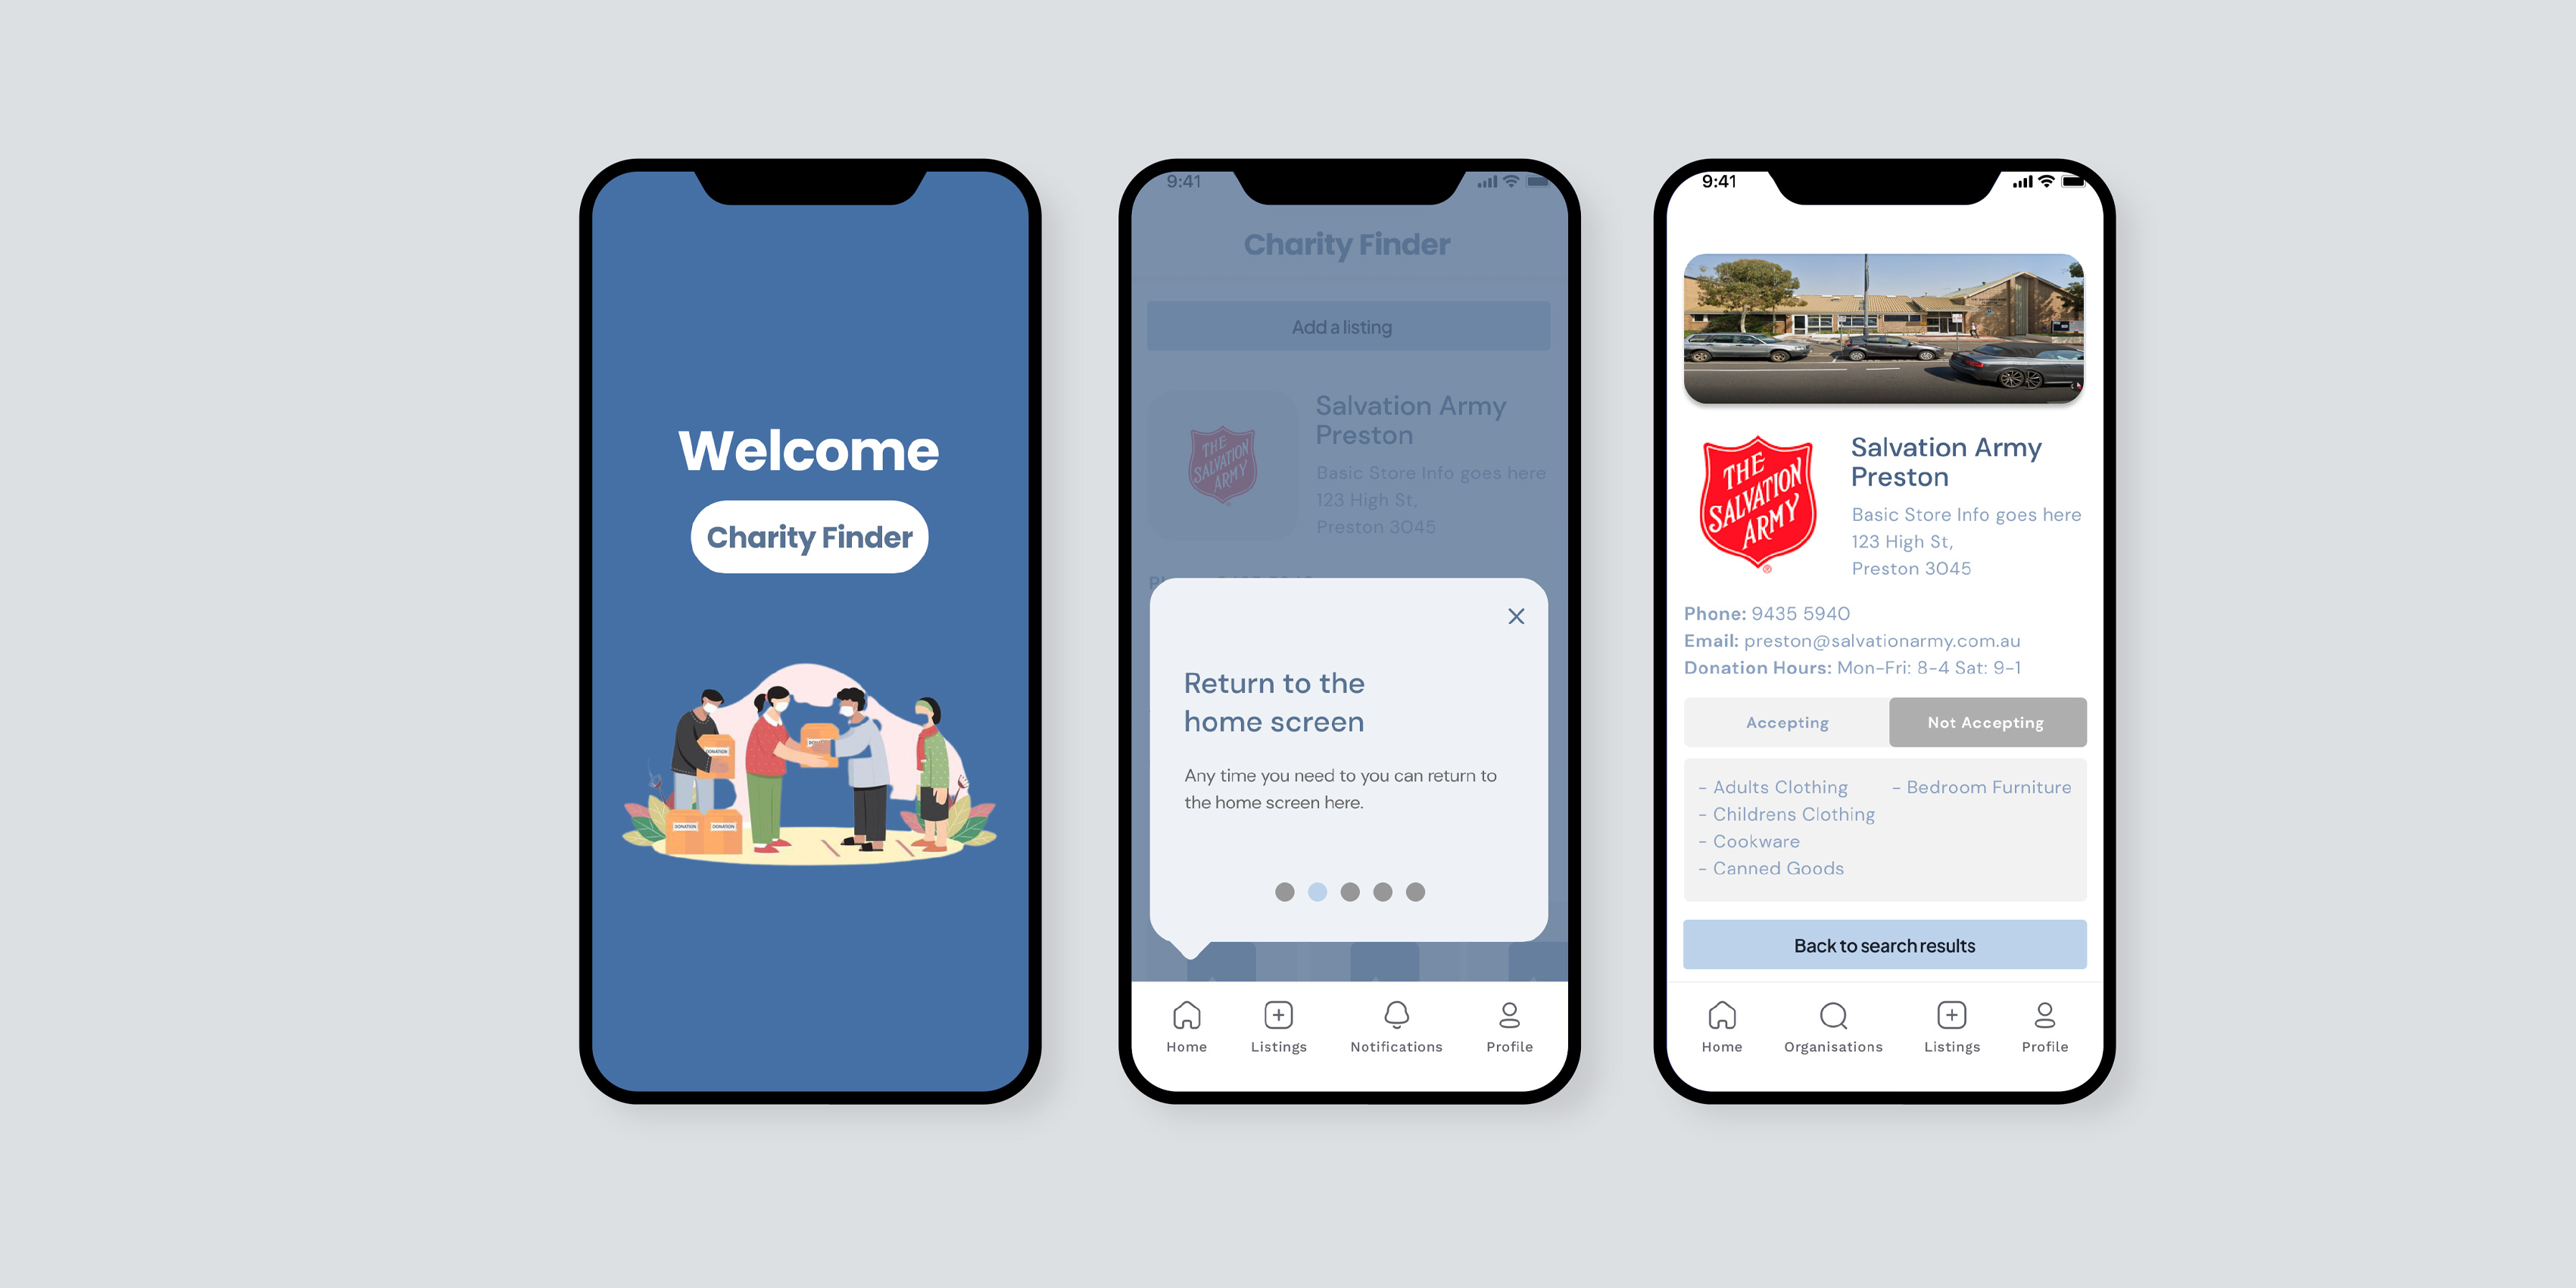 Welcome
Charity Finder
DONATION
DONATION
DONATION
9:41
Charity Finder
Add a listing
THE
SALVATION
ARMY
Salvation Army
Preston
Basic Store Info goes here
123 High St,
Preston 3045
Return to the
home screen
Any time you need to you can return to
the home screen here.
Home
Listings
Notifications
Profile
9:41
THE
SALVATION
ARMY
®
Salvation Army
Preston
Basic Store Info goes here
123 High St,
Preston 3045
Phone: 9435 5940
Email: preston@salvationarmy.com.au
Donation Hours: Mon-Fri: 8-4 Sat: 9-1
Accepting
Not Accepting
- Adults Clothing
- Childrens Clothing
- Cookware
- Canned Goods
- Bedroom Furniture
Back to search results
Home
Organisations
Listings
Profile